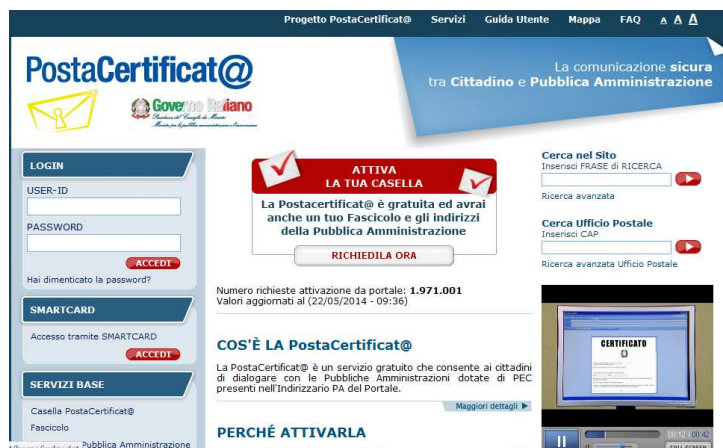 Progetto PostaCertificat@ Servizi Guida Utente Mappa FAQ A A A
PostaCertificat@
Governo Italiano
La comunicazione sicura
tra Cittadino e Pubblica Amministrazione
LOGIN
USER-ID
PASSWORD
ACCEDI
Hai dimenticato la password?
SMARTCARD
Accesso tramite SMARTCARD
ACCEDI
SERVIZI BASE
Casella PostaCertificat@
Fascicolo
Pubblica Amministrazione
ATTIVA
LA TUA CASELLA
La Postacertificat@ è gratuita ed avrai
anche un tuo Fascicolo e gli indirizzi
della Pubblica Amministrazione
RICHIEDILA ORA
Numero richieste attivazione da portale: 1.971.001
Valori aggiornati al (22/05/2014 - 09:36)
COS'È LA PostaCertificat@
La PostaCertificat@ è un servizio gratuito che consente ai cittadini
di dialogare con le Pubbliche Amministrazioni dotate di PEC
presenti nell'Indirizzario PA del Portale.
Maggiori dettagli
PERCHÉ ATTIVARLA
Cerca nel Sito
Inserisci FRASE di RICERCA
Ricerca avanzata
Cerca Ufficio
Postale
Inserisci CAP
Ricerca avanzata Ufficio Postale
CERTIFICATO
00:12 00:42
FULL SCREEN